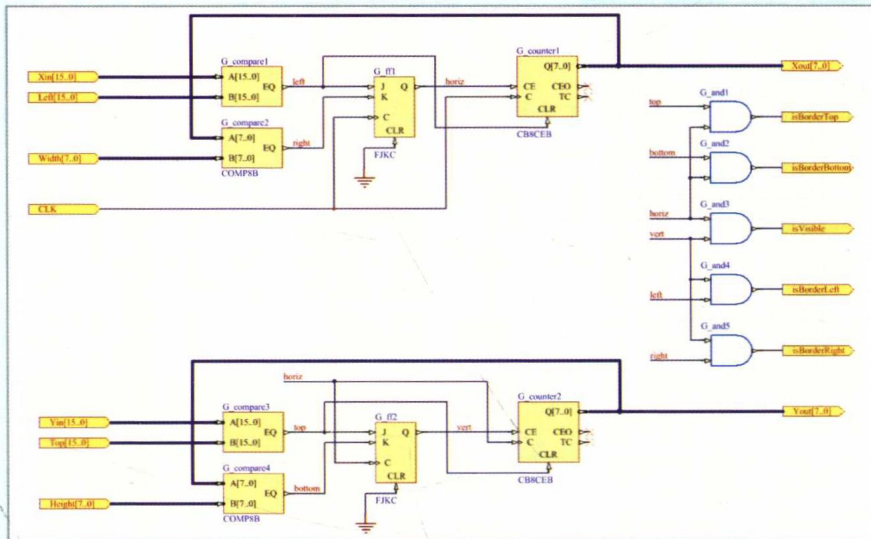 G_compare1
Xin[15..0]
Left[15..0]
A[15..0]
B[15..0]
EQ
left
G_compare2
Width[7..0]
A[7..0]
B[7..0]
EQ
right
COMP8B
CLK
G_ff1
J
Q
K
C
CLR
FJKC
horiz
G_counter1
Q[7..0]
CE
CEO
C
TC
CLR
CB8CEB
Xout[7..0]
top
G_and1
isBorderTop
bottom
G_and2
isBorderBottom
horiz
vert
G_and3
isVisible
left
G_and4
isBorderLeft
right
G_and5
isBorderRight
horiz
G_compare3
Yin[15..0]
Top[15..0]
A[15..0]
B[15..0]
EQ
top
G_compare4
Height[7..0]
A[7..0]
B[7..0]
EQ
bottom
COMP8B
G_ff2
J
Q
K
C
CLR
FJKC
vert
G_counter2
Q[7..0]
CE
CEO
C
TC
CLR
CB8CEB
Yout[7..0]